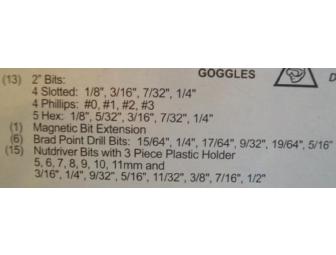 GOGGLES
D
(13) 2" Bits:
4 Slotted: 1/8", 3/16", 7/32", 1/4"
4 Phillips: #0, #1, #2, #3
5 Hex: 1/8", 5/32", 3/16", 7/32", 1/4"
(1) Magnetic Bit Extension
(6) Brad Point Drill Bits: 15/64", 1/4", 17/64", 9/32", 19/64", 5/16"
(15) Nutdriver Bits with 3 Piece Plastic Holder
5, 6, 7, 8, 9, 10, 11mm and
3/16", 1/4", 9/32", 5/16", 11/32", 3/8", 7/16", 1/2"